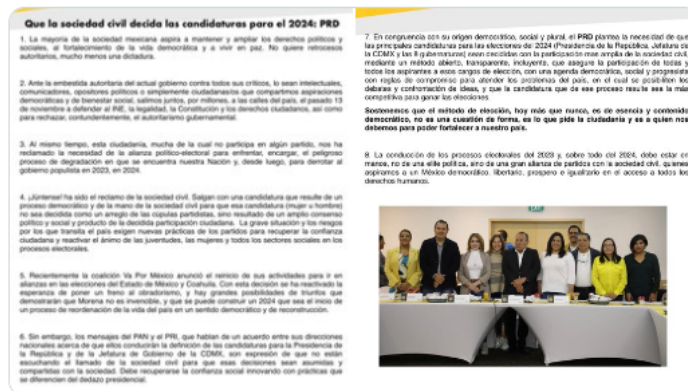 Que la sociedad civil decida las candidaturas para el 2024: PRD
1. La mayoría de la sociedad mexicana aspira a mantener y ampliar los derechos políticos y
sociales, al fortalecimiento de la vida democrática y a vivir en paz. No quiere retrocesos
autoritarios, mucho menos una dictadura.
2. Ante la embestida autoritaria del actual gobierno contra todos sus críticos, lo sean intelectuales,
comunicadores, opositores políticos o simplemente ciudadanos/os que compartimos aspiraciones
democráticas y de bienestar social, salimos juntos, por millones, a las calles del país, el pasado 13
de noviembre a defender al INE, la legalidad, la Constitución y los derechos ciudadanos, así como
para rechazar, contundentemente, el autoritarismo gubernamental.
3. Al mismo tiempo, esta ciudadanía, mucha de la cual no participa en algún partido, nos ha
reclamado la necesidad de la alianza político-electoral para enfrentar, encargar, el peligroso
proceso de degradación en que se encuentra nuestra Nación y, desde luego, para derrotar al
gobierno populista en 2023, en 2024.
4. ¡Júntense! ha sido el reclamo de la sociedad civil. Salgan con una candidatura que resulte de un
proceso democrático y de la mano de la sociedad civil para que esa candidatura (mujer u hombre)
no sea decidida como un arreglo de las cúpulas partidistas, sino resultado de un amplio consenso
político y social y producto de la decidida participación ciudadana. La grave situación y los riesgos
por los que transita el país exigen nuevas prácticas de los partidos para recuperar la confianza
ciudadana y reactivar el ánimo de las juventudes, las mujeres y todos los sectores sociales en los
procesos electorales.
5. Recientemente la coalición Va Por México anunció el reinicio de sus actividades para ir en
alianzas en las elecciones del Estado de México y Coahuila. Con esta decisión se ha reactivado la
esperanza de poner un freno al obradorismo, y hay grandes posibilidades de triunfos que
demostrarán que Morena no es invencible, y que se puede construir un 2024 que sea el inicio de
un proceso de reordenación de la vida del país en un sentido democrático y de reconstrucción.
6. Sin embargo, los mensajes del PAN y el PRI, que hablan de un acuerdo entre sus direcciones
nacionales acerca de que ellos conducirán la definición de las candidaturas para la Presidencia de
la República y de la Jefatura de Gobierno de la CDMX, son expresión de que no están
escuchando el llamado de la sociedad civil para que esas decisiones sean asumidas y
compartidas con la sociedad. Debe recuperarse la confianza social innovando con prácticas que
se diferencien del dedazo presidencial.
7. En congruencia con su origen democrático, social y plural, el PRD plantea la necesidad de que
las principales candidaturas para las elecciones del 2024 (Presidencia de la República, Jefatura de
la CDMX y las 8 gubernaturas) sean decididas con la participación mas amplia de la sociedad civil,
mediante un método abierto, transparente, incluyente, que asegure la participación de todas y
todos los aspirantes a esos cargos de elección, con una agenda democrática, social y progresista
con reglas de compromiso para atender los problemas del país, en el cual se posibiliten los
debates y confrontación de ideas, y que la candidatura que de ese proceso resulte sea la más
competitiva para ganar las elecciones.
Sostenemos que el método de elección, hoy más que nunca, es de esencia y contenido
democrático, no es una cuestión de forma, es lo que pide la ciudadanía y es a quien nos
debemos para poder fortalecer a nuestro país.
8. La conducción de los procesos electorales del 2023 y, sobre todo del 2024, debe estar en
manos, no de una elite política, sino de una gran alianza de partidos con la sociedad civil, quienes
aspiramos a un México democrático, libertario, prospero e igualitario en el acceso a todos los
derechos humanos.